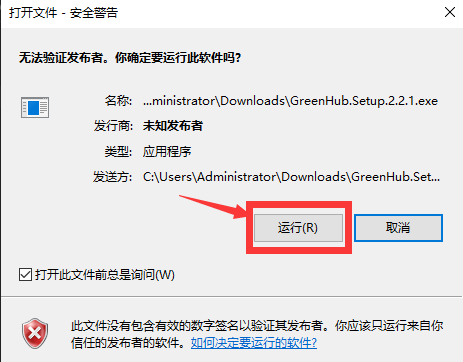 打开文件 - 安全警告
无法验证发布者。你确定要运行此软件吗?
名称: ...ministrator\Downloads\GreenHub.Setup.2.2.1.exe
发行商: 未知发布者
类型: 应用程序
发送方: C:\Users\Administrator\Downloads\GreenHub.Set...
运行(R) 取消
打开此文件前总是询问(W)
此文件没有包含有效的数字签名以验证其发布者。你应该只运行来自你
信任的发布者的软件。如何决定要运行的软件?